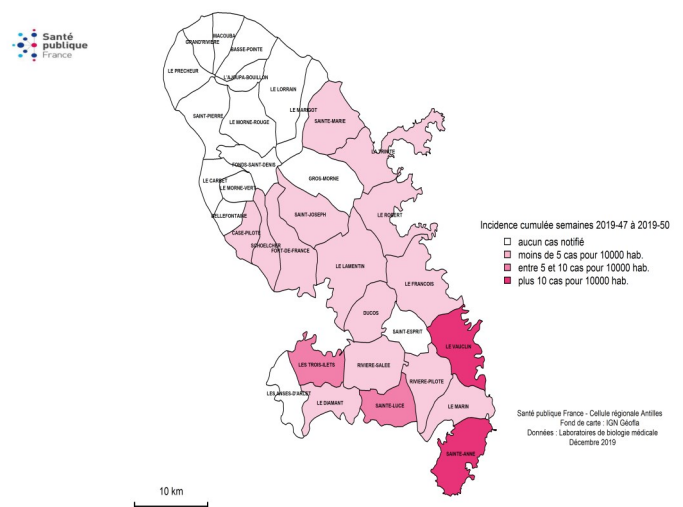 Santé
publique
France
MACOUBA
GRAND'RIVIERE
BASSE-POINTE
LE PRECHEUR
L'AJOUPA-BOUILLON
LE LORRAIN
LE MARIGOT
SAINT-PIERRE
LE MORNE-ROUGE
SAINTE-MARIE
LA TRINITE
FONDS-SAINT-DENIS
GROS-MORNE
LE CARBET
LE MORNE-VERT
BELLEFONTAINE
SAINT-JOSEPH
LE ROBERT
CASE-PILOTE
SCHOELCHER
FORT-DE-FRANCE
LE LAMENTIN
LE FRANCOIS
DUCOS
SAINT-ESPRIT
LE VAUCLIN
LES TROIS-ILETS
RIVIERE-SALEE
RIVIERE-PILOTE
LES ANSES-D'ARLET
LE DIAMANT
SAINTE-LUCE
LE MARIN
SAINTE-ANNE
Incidence cumulée semaines 2019-47 à 2019-50
aucun cas notifié
moins de 5 cas pour 10000 hab.
entre 5 et 10 cas pour 10000 hab.
plus 10 cas pour 10000 hab.
Santé publique France - Cellule régionale Antilles
Fond de carte : IGN Géofla
Données : Laboratoires de biologie médicale
Décembre 2019
10 km